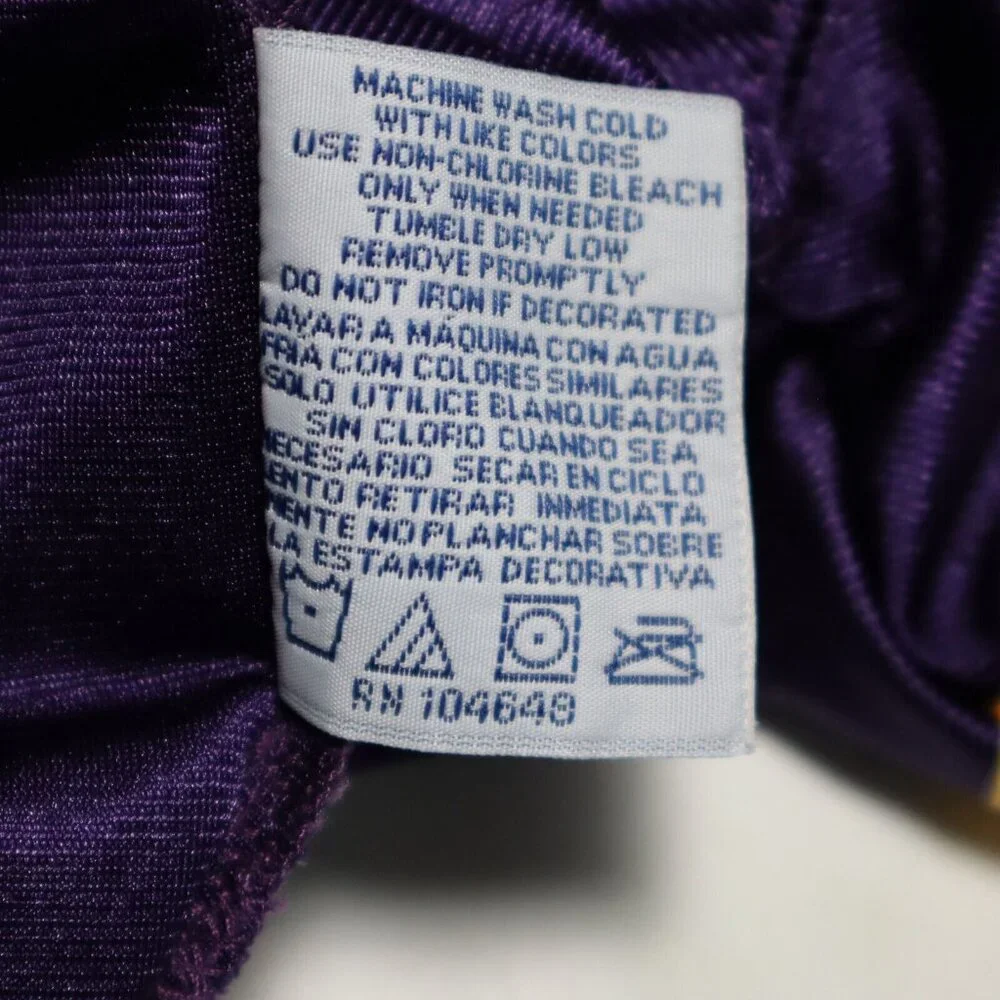 MACHINE WASH COLD
WITH LIKE COLORS
USE NON-CHLORINE BLEACH
ONLY WHEN NEEDED
TUMBLE DRY LOW
REMOVE PROMPTLY
DO NOT IRON IF DECORATED
LAVAR A MÁQUINA CON AGUA
FRIA CON COLORES SIMILARES
SOLO UTILICE BLANQUEADOR
SIN CLORO CUANDO SEA
NECESARIO SECAR EN CICLO
LENTO RETIRAR INMEDIATA
MENTE NO PLANCHAR SOBRE
LA ESTAMPA DECORATIVA
RN 104648